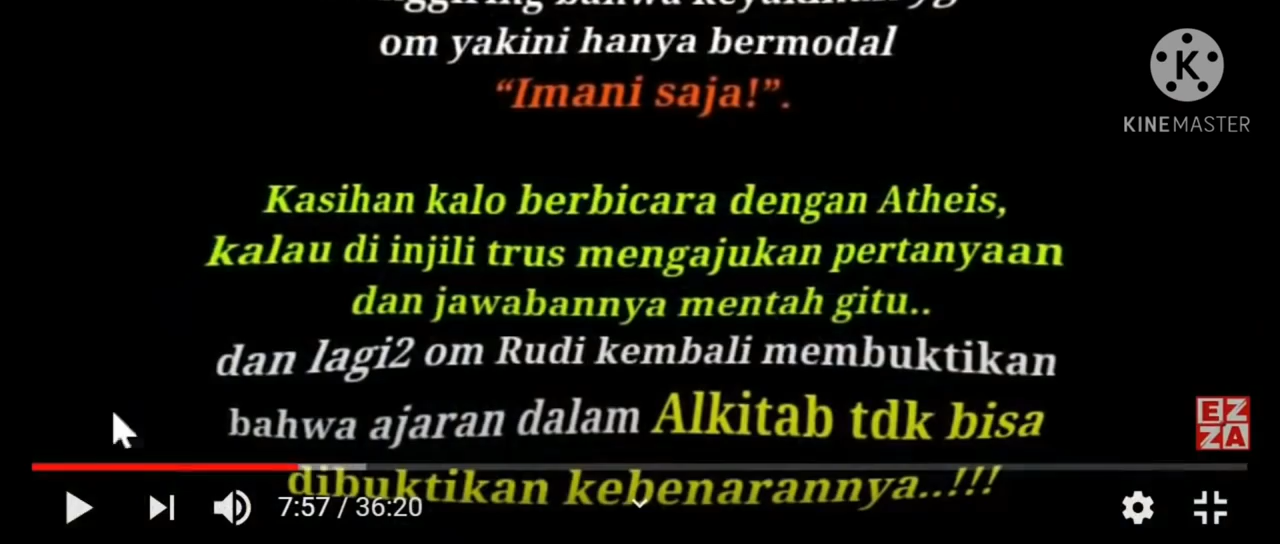 om yakini hanya bermodal
“Imani saja!”.
KINEMASTER
Kasihan kalo berbicara dengan Atheis,
kalau di injili trus mengajukan pertanyaan
dan jawabannya mentah gitu..
dan lagi2 om Rudi kembali membuktikan
bahwa ajaran dalam Alkitab tdk bisa
EZ
ZA
dibuktikan kebenarannya..!!!
7:57 / 36:20